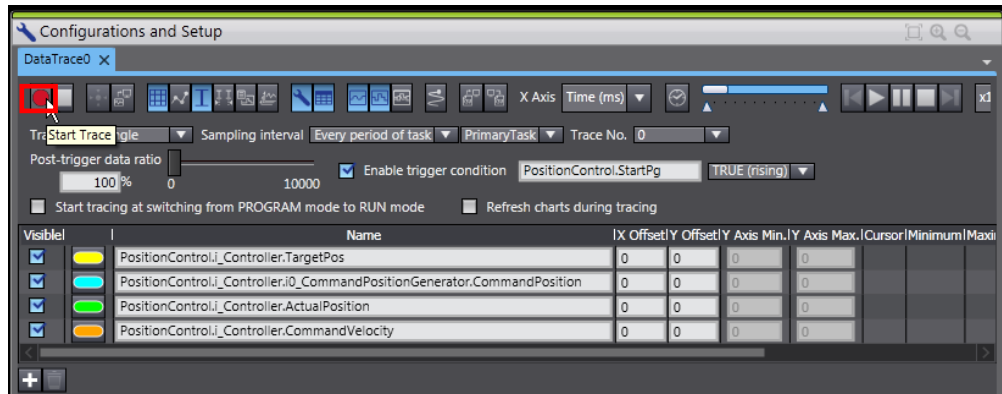 Configurations and Setup
DataTrace0
X Axis Time (ms) x1
Start Trace Sampling interval Every period of task PrimaryTask Trace No. 0
Post-trigger data ratio
Enable trigger condition PositionControl.StartPg TRUE (rising)
100 % 0 10000
Start tracing at switching from PROGRAM mode to RUN mode Refresh charts during tracing
Visible Name X Offset Y Offset Y Axis Min. Y Axis Max. Cursor Minimum
PositionControl.i_Controller.TargetPos 0 0 0 0
PositionControl.i_Controller.i0_CommandPositionGenerator.CommandPosition 0 0 0 0
PositionControl.i_Controller.ActualPosition 0 0 0 0
PositionControl.i_Controller.CommandVelocity 0 0 0 0